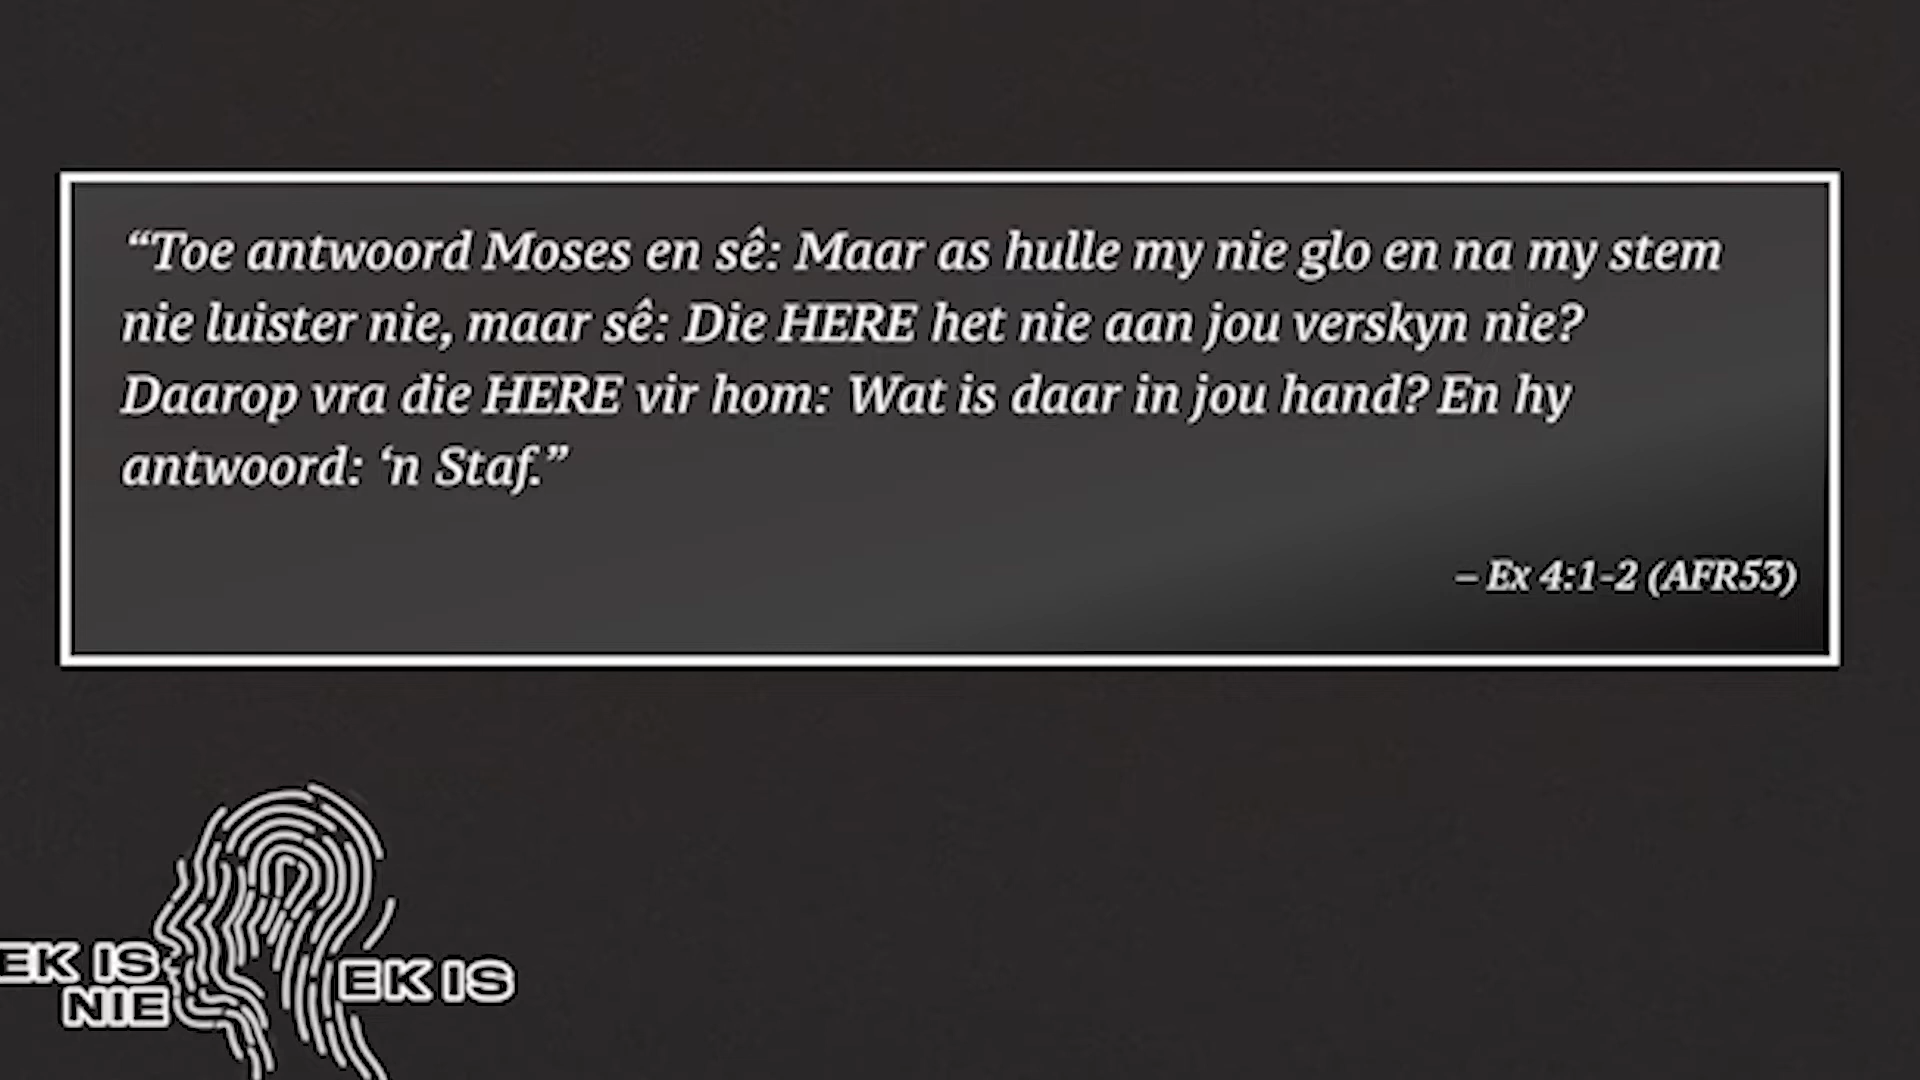 “Toe antwoord Moses en sê: Maar as hulle my nie glo en na my stem
nie luister nie, maar sê: Die HERE het nie aan jou verskyn nie?
Daarop vra die HERE vir hom: Wat is daar in jou hand? En hy
antwoord: ‘n Staf.”
– Ex 4:1-2 (AFR53)
EK IS
NIE
EK IS